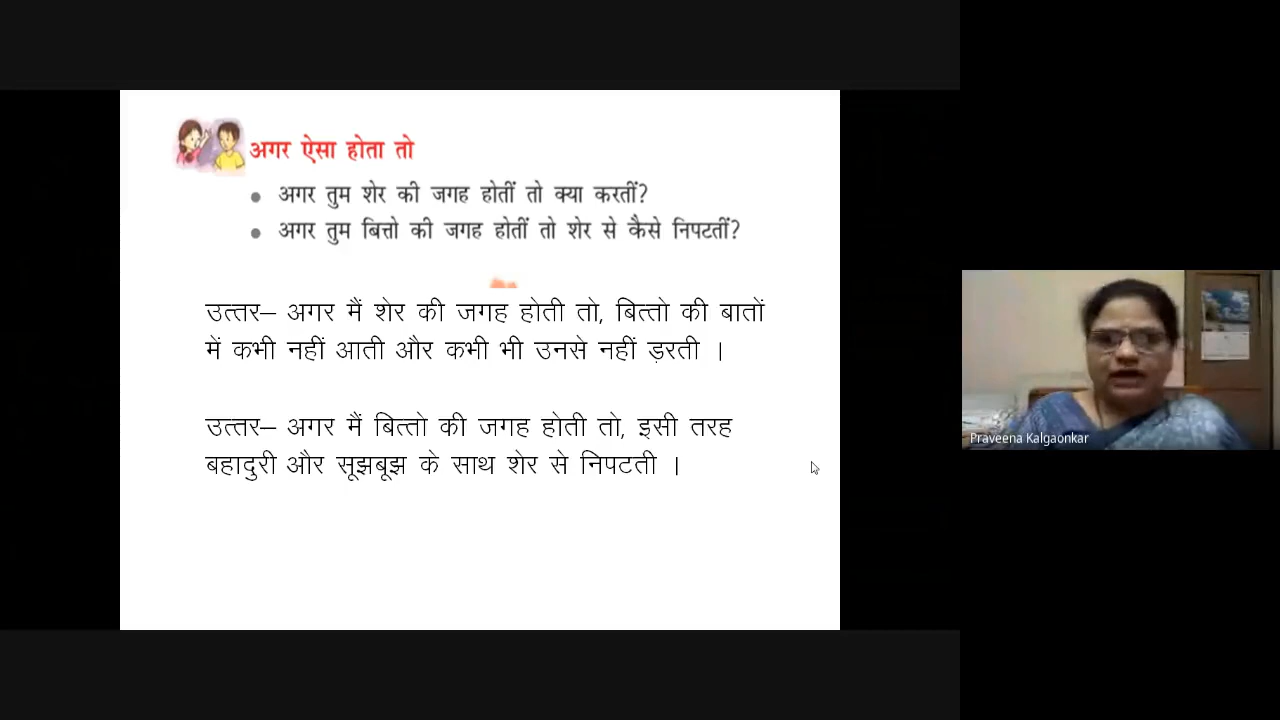 अगर ऐसा होता तो
अगर तुम शेर की जगह होतीं तो क्या करतीं?
अगर तुम बित्तो की जगह होतीं तो शेर से कैसे निपटतीं?
उत्तर– अगर मैं शेर की जगह होती तो, बित्तो की बातों
में कभी नहीं आती और कभी भी उनसे नहीं ड़रती ।
उत्तर– अगर मैं बित्तो की जगह होती तो, इसी तरह
बहादुरी और सूझबूझ के साथ शेर से निपटती ।
Praveena Kalgaonkar